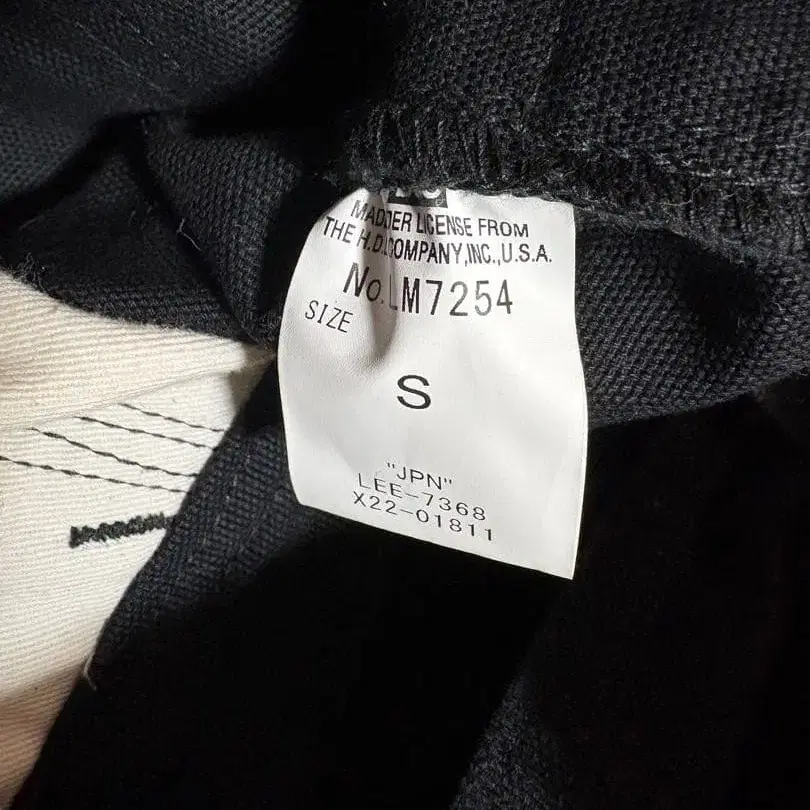 MADDER LICENSE FROM
THE H.D. COMPANY,INC.,U.S.A.
No.LM7254
SIZE
S
"JPN"
LEE-7368
X22-01811